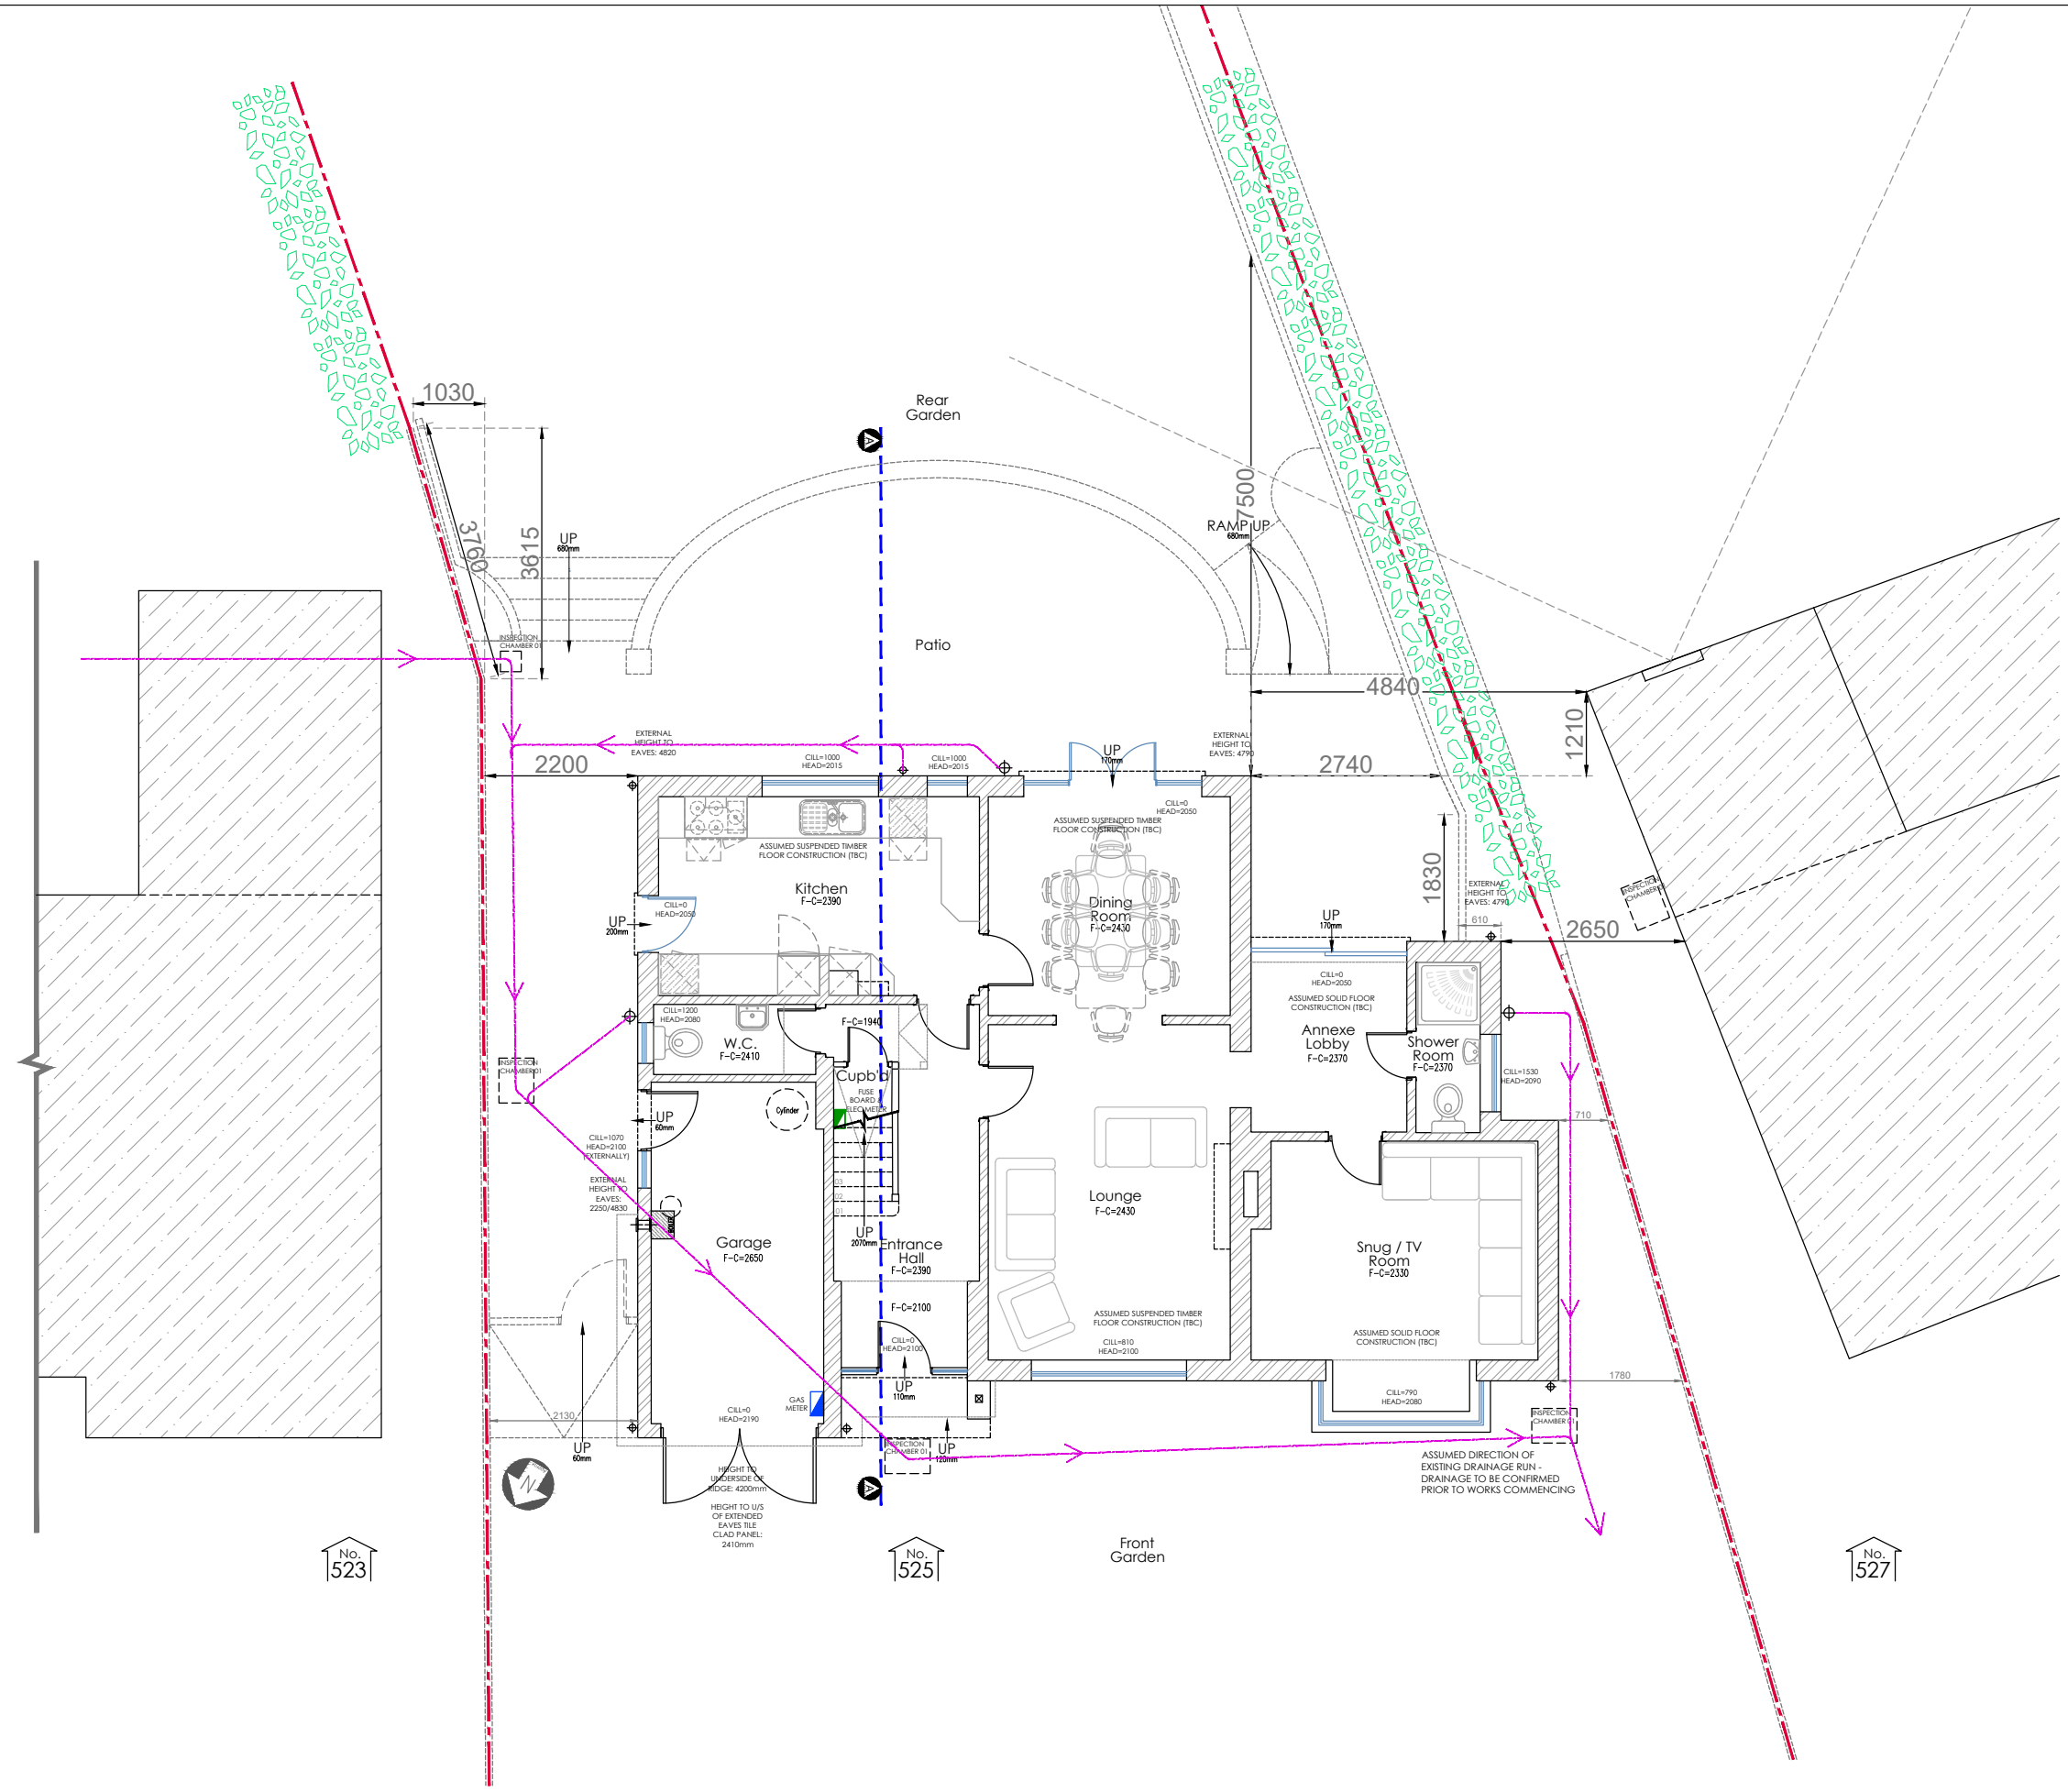 1030
Rear
Garden
A
7500
3760
3615
UP
680mm
RAMP UP
680mm
INSPECTION
CHAMBER 01
Patio
4840
1210
EXTERNAL
HEIGHT TO
EAVES: 4820
EXTERNAL
HEIGHT TO
EAVES: 4790
UP
170mm
2200
CILL=1000
HEAD=2015
CILL=1000
HEAD=2015
2740
CILL=0
HEAD=2050
ASSUMED SUSPENDED TIMBER
FLOOR CONSTRUCTION (TBC)
ASSUMED SUSPENDED TIMBER
FLOOR CONSTRUCTION (TBC)
1830
Kitchen
F-C=2390
EXTERNAL
HEIGHT TO
EAVES: 4790
INSPECTION
CHAMBER
CILL=0
HEAD=2050
Dining
Room
F-C=2430
610
UP
200mm
UP
170mm
2650
CILL=0
HEAD=2050
ASSUMED SOLID FLOOR
CONSTRUCTION (TBC)
CILL=1200
HEAD=2080
F-C=1940
W.C.
F-C=2410
Annexe
Lobby
F-C=2370
Shower
Room
F-C=2370
INSPECTION
CHAMBER 01
Cupb'd
FUSE
BOARD &
ELEC METER
CILL=1530
HEAD=2090
Cylinder
UP
60mm
710
CILL=1070
HEAD=2100
(EXTERNALLY)
EXTERNAL
HEIGHT TO
EAVES:
2250/4830
03
02
01
Lounge
F-C=2430
UP
2070mm
Garage
F-C=2650
Entrance
Hall
F-C=2390
Snug / TV
Room
F-C=2330
F-C=2100
ASSUMED SUSPENDED TIMBER
FLOOR CONSTRUCTION (TBC)
ASSUMED SOLID FLOOR
CONSTRUCTION (TBC)
CILL=0
HEAD=2100
CILL=810
HEAD=2100
1780
UP
110mm
CILL=790
HEAD=2080
GAS
METER
CILL=0
HEAD=2190
2130
INSPECTION
CHAMBER 01
UP
60mm
INSPECTION
CHAMBER 01
UP
120mm
ASSUMED DIRECTION OF
EXISTING DRAINAGE RUN -
DRAINAGE TO BE CONFIRMED
PRIOR TO WORKS COMMENCING
N
HEIGHT TO
UNDERSIDE OF
RIDGE: 4200mm
A
HEIGHT TO U/S
OF EXTENDED
EAVES TILE
CLAD PANEL:
2410mm
Front
Garden
No.
523
No.
525
No.
527